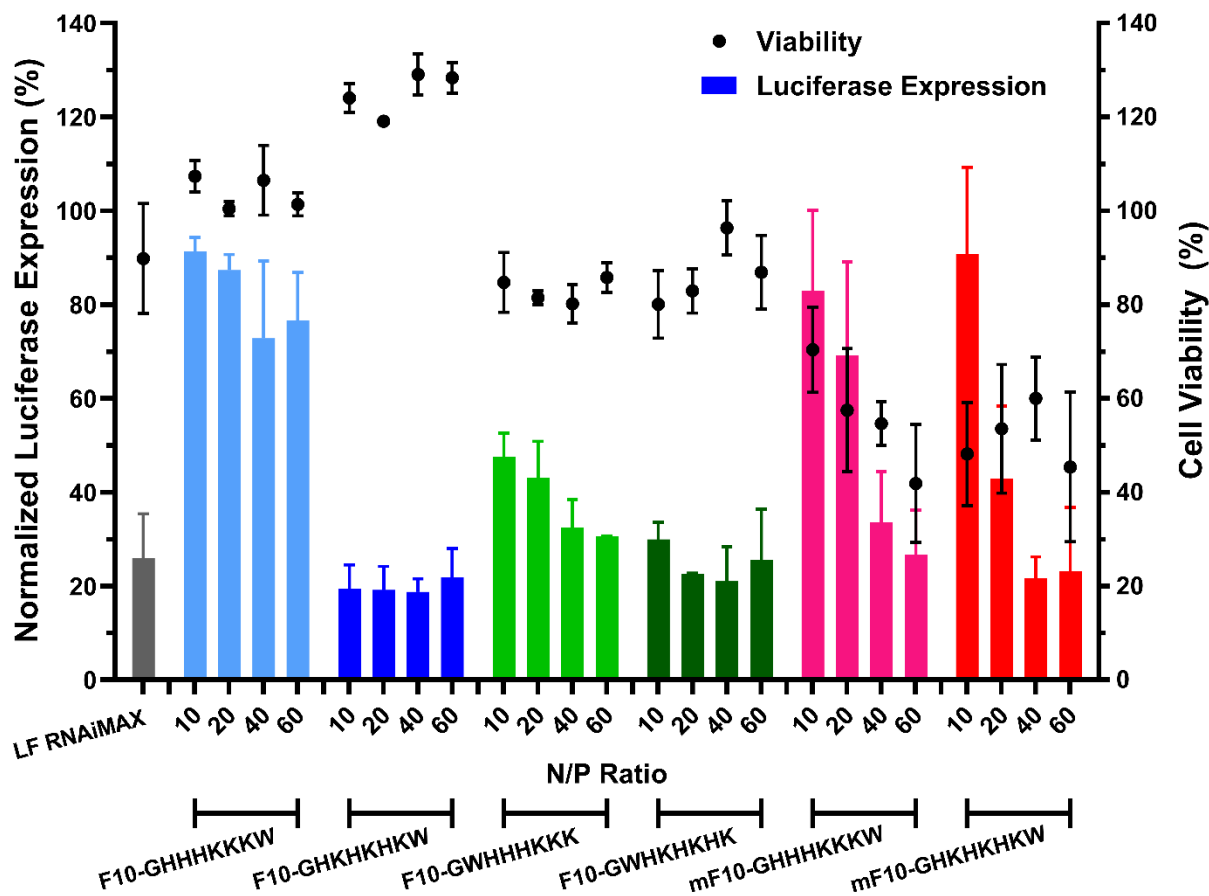 Normalized Luciferase Expression (%)
140
120
100
80
60
40
20
0
Viability
Luciferase Expression
140
120
100
80
60
40
20
0
Cell Viability (%)
LF RNAiMAX
10 20 40 60 10 20 40 60 10 20 40 60 10 20 40 60 10 20 40 60 10 20 40 60
N/P Ratio
F10-GHHHKKKW
F10-GHKHKHKW
F10-GWHHHKKK
F10-GWHKHKHK
mF10-GHHHKKKW
mF10-GHKHKHKW